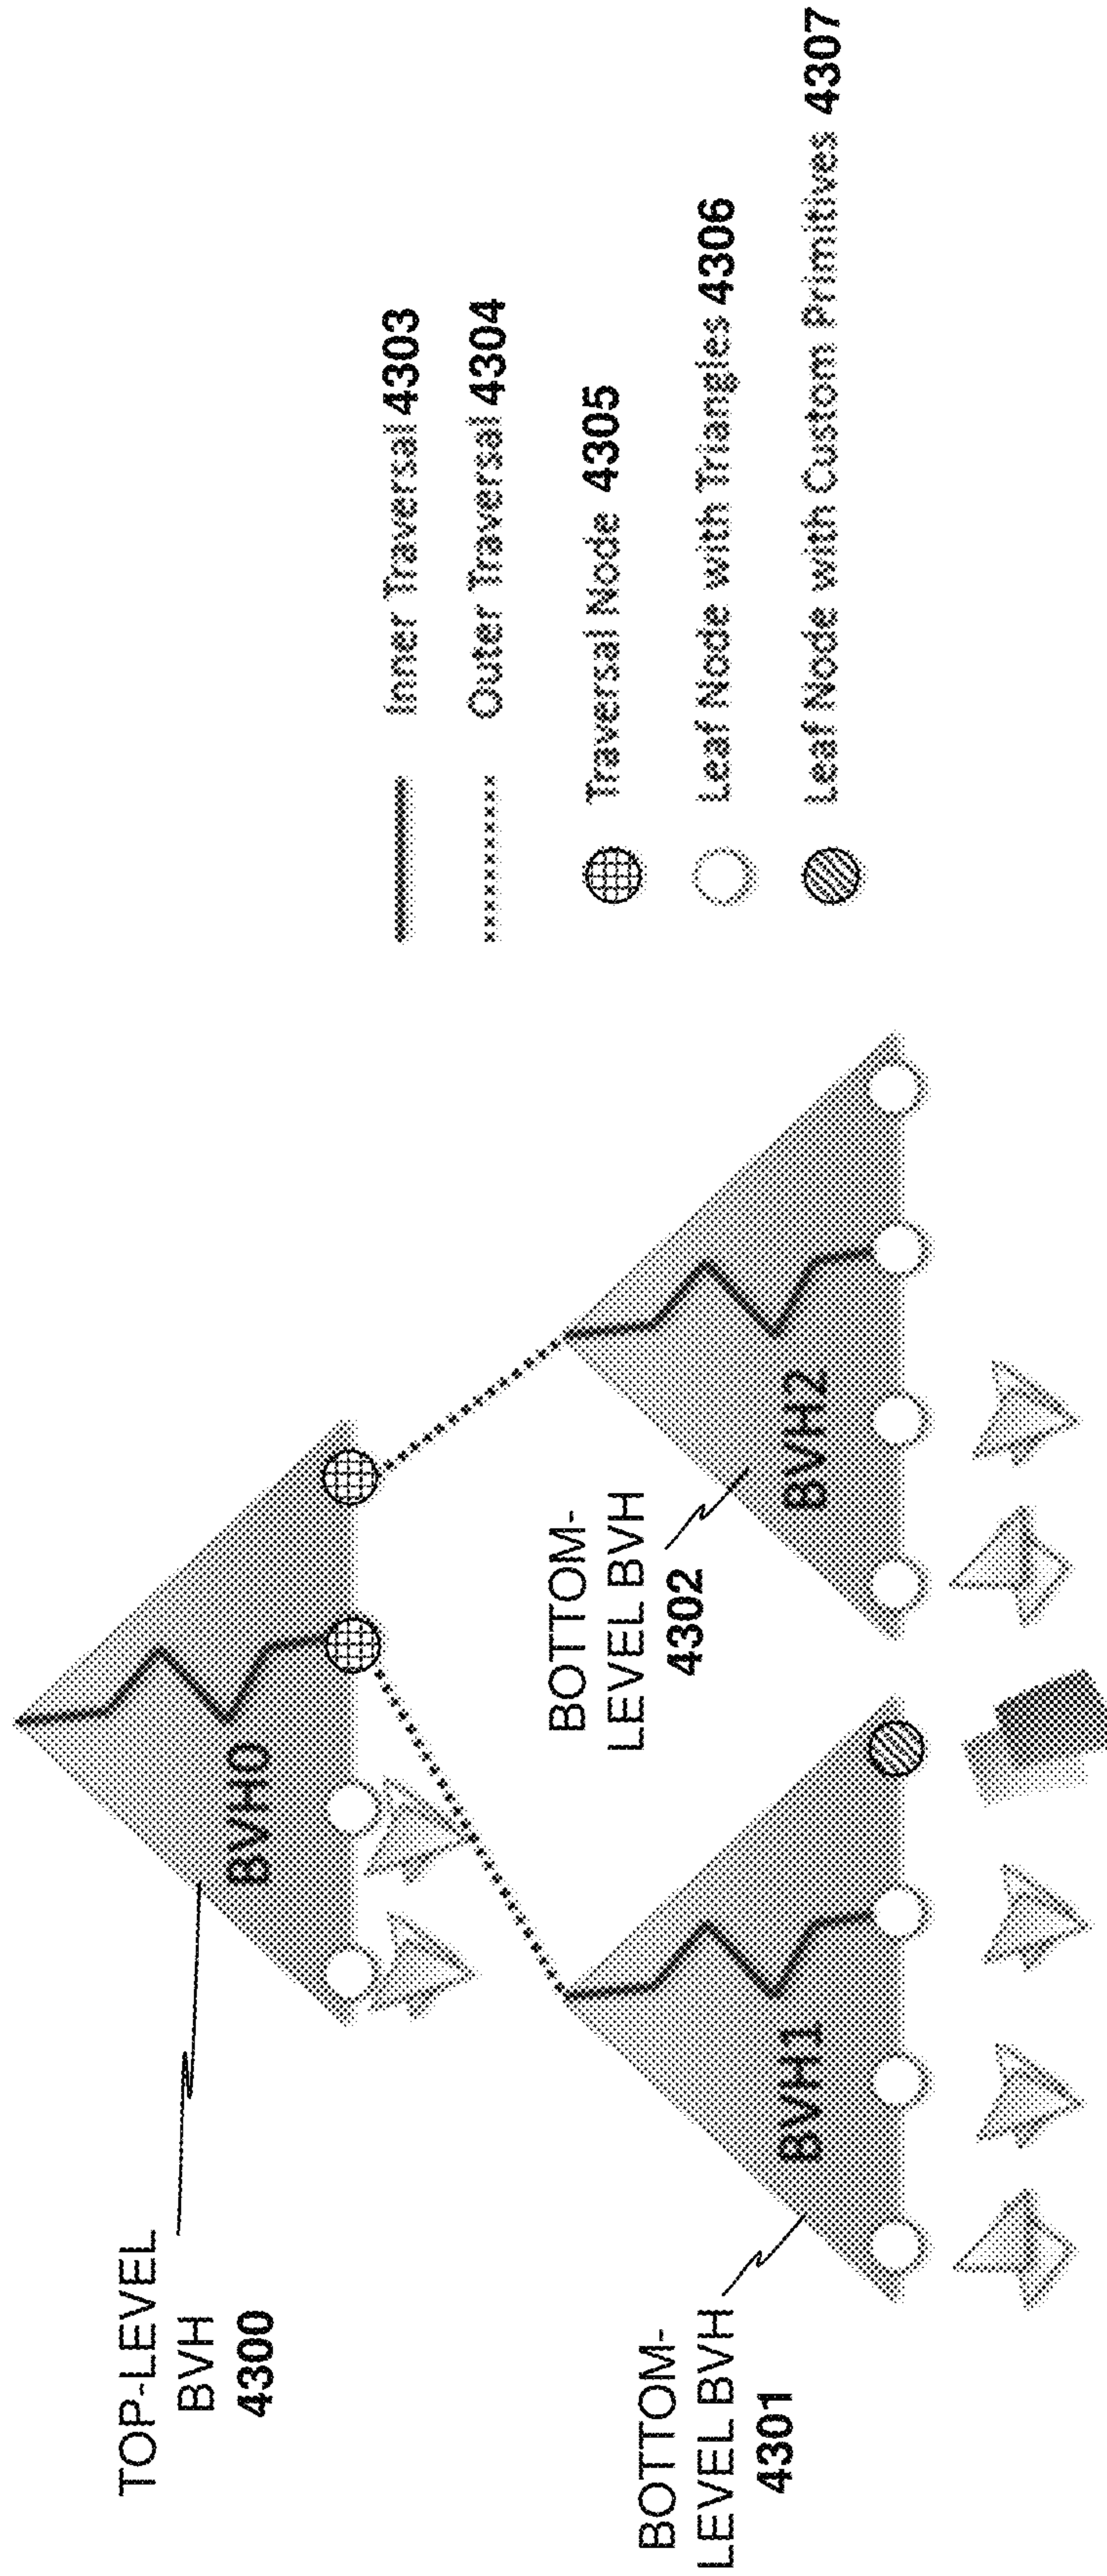 TOP-LEVEL
BVH
4300
BVH0
BOTTOM-
LEVEL BVH
4301
BVH1
BOTTOM-
LEVEL BVH
4302
BVH2
Inner Traversal 4303
Outer Traversal 4304
Traversal Node 4305
Leaf Node with Triangles 4306
Leaf Node with Custom Primitives 4307